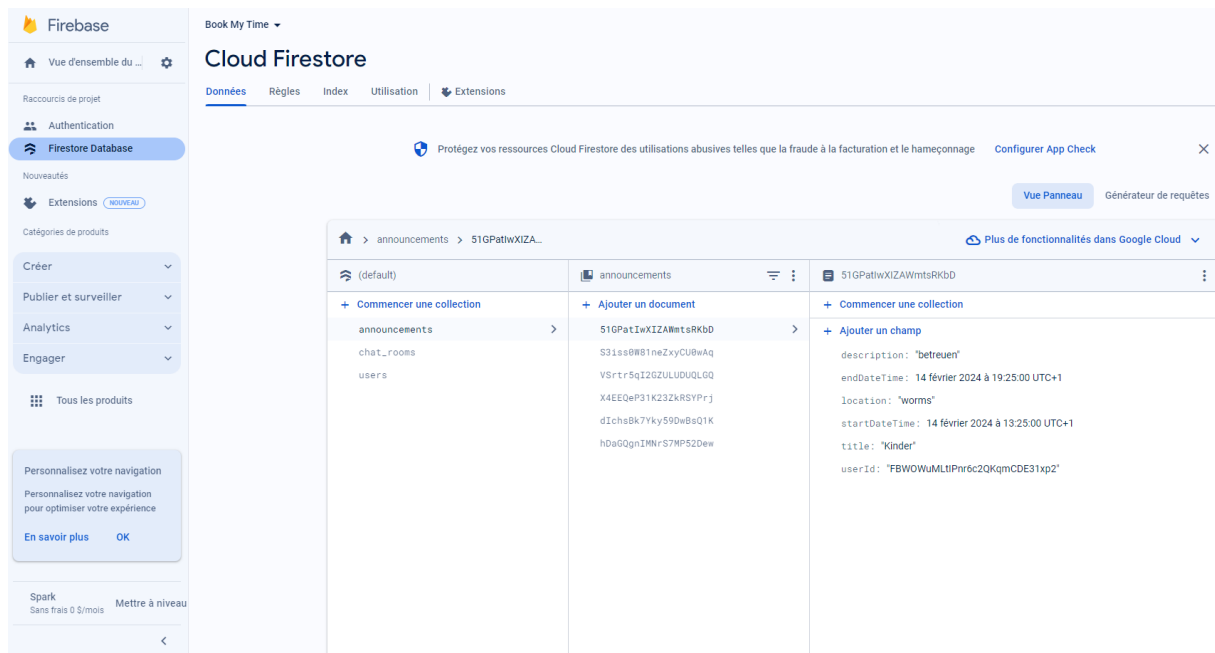 Firebase
Book My Time
Vue d'ensemble du ...
Cloud Firestore
Données Règles Index Utilisation Extensions
Raccourcis de projet
Authentication
Firestore Database
Nouveautés
Extensions NOUVEAU
Catégories de produits
Créer
Publier et surveiller
Analytics
Engager
Tous les produits
Personnalisez votre navigation
Personnalisez votre navigation
pour optimiser votre expérience
En savoir plus OK
Spark
Sans frais 0 $/mois
Mettre à niveau
Protégez vos ressources Cloud Firestore des utilisations abusives telles que la fraude à la facturation et le hameçonnage Configurer App Check
Vue Panneau Générateur de requêtes
announcements 51GPatIwXIZA...
Plus de fonctionnalités dans Google Cloud
(default)
+ Commencer une collection
announcements
chat_rooms
users
announcements
+ Ajouter un document
51GPatIwXIZAWmtsRKbD
S3iss0W81neZxyCU0wAq
VSrtr5qI2GZULUDUQLGQ
X4EEQeP31K23ZkRSYPrj
dIchsBk7Yky59DwBsQ1K
hDaGQgnIMNrS7MP52Dew
51GPatIwXIZAWmtsRKbD
+ Commencer une collection
+ Ajouter un champ
description: "betreuen"
endDateTime: 14 février 2024 à 19:25:00 UTC+1
location: "worms"
startDateTime: 14 février 2024 à 13:25:00 UTC+1
title: "Kinder"
userId: "FBWOWuMLtIPnr6c2QKqmCDE31xp2"